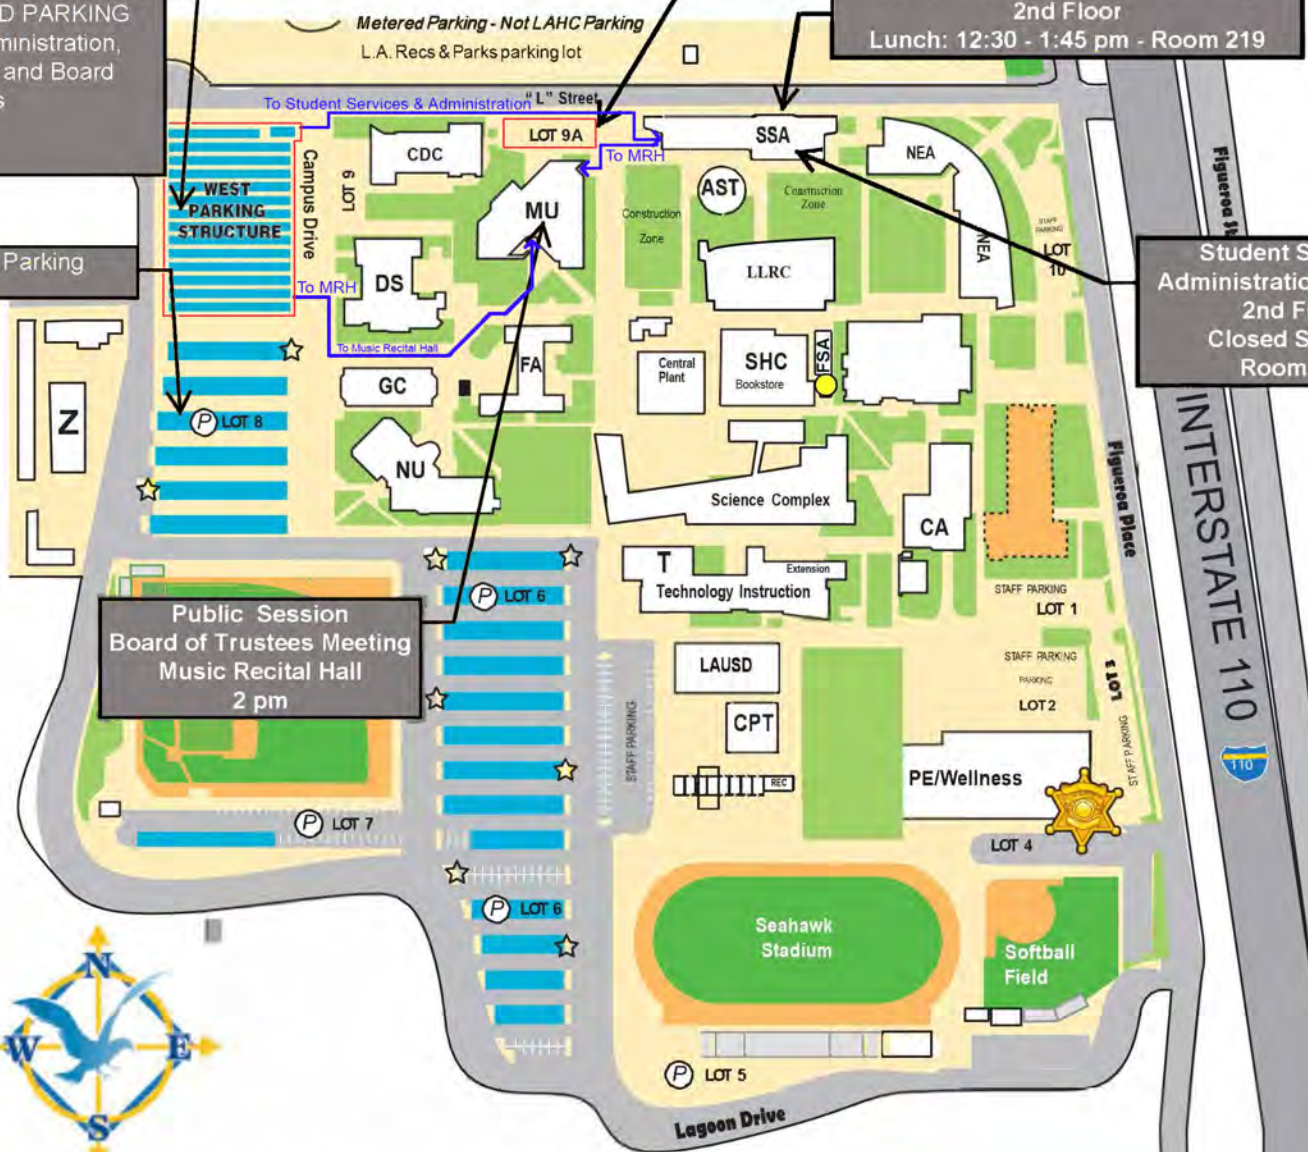 D PARKING
ministration,
and Board
s
Metered Parking - Not LAHC Parking
L.A. Recs & Parks parking lot
2nd Floor
Lunch: 12:30 - 1:45 pm - Room 219
To Student Services & Administration
"L" Street
LOT 9A
SSA
CDC
To MRH
NEA
Campus Drive
LOT 9
WEST
PARKING
STRUCTURE
MU
AST
Construction
Zone
Construction
Zone
STAFF
PARKING
LOT
10
NEA
Figueroa St
Parking
DS
LLRC
Student S
Administratio
2nd F
Closed S
Room
To MRH
To Music Recital Hall
FA
GC
Central
Plant
SHC
Bookstore
FSA
Z
P LOT 8
NU
Science Complex
CA
Figueroa Place
INTERSTATE 110
T
Extension
Technology Instruction
STAFF PARKING
LOT 1
P LOT 6
Public Session
Board of Trustees Meeting
Music Recital Hall
2 pm
LAUSD
STAFF PARKING
PARKING
LOT 2
LOT 3
STAFF PARKING
CPT
STAFF PARKING
REC
PE/Wellness
110
P LOT 7
LOT 4
P LOT 6
Seahawk
Stadium
Softball
Field
N
W
E
S
P LOT 5
Lagoon Drive